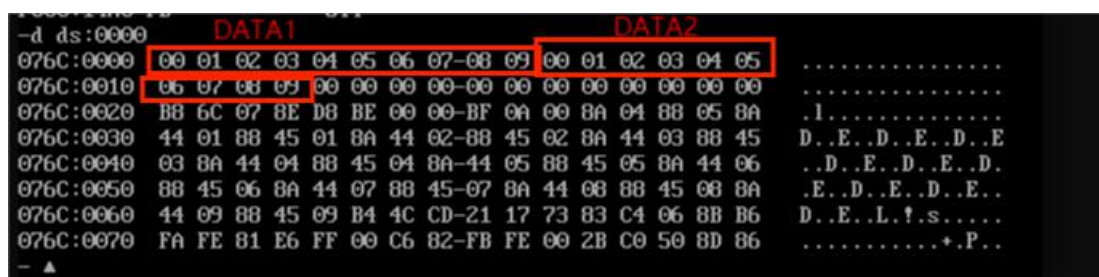 -d ds:0000 DATA1 DATA2
076C:0000 00 01 02 03 04 05 06 07-08 09 00 01 02 03 04 05 ................
076C:0010 06 07 08 09 00 00 00 00-00 00 00 00 00 00 00 00 ................
076C:0020 B8 6C 07 8E D8 BE 00 00-BF 0A 00 8A 04 88 05 8A .l..............
076C:0030 44 01 88 45 01 8A 44 02-88 45 02 8A 44 03 88 45 D..E..D..E..D..E
076C:0040 03 8A 44 04 88 45 04 8A-44 05 88 45 05 8A 44 06 ..D..E..D..E..D.
076C:0050 88 45 06 8A 44 07 88 45-07 8A 44 08 88 45 08 8A .E..D..E..D..E..
076C:0060 44 09 88 45 09 B4 4C CD-21 17 73 83 C4 06 8B B6 D..E..L.!.s.....
076C:0070 FA FE 81 E6 FF 00 C6 82-FB FE 00 2B C0 50 8D 86 ...........+.P..
-